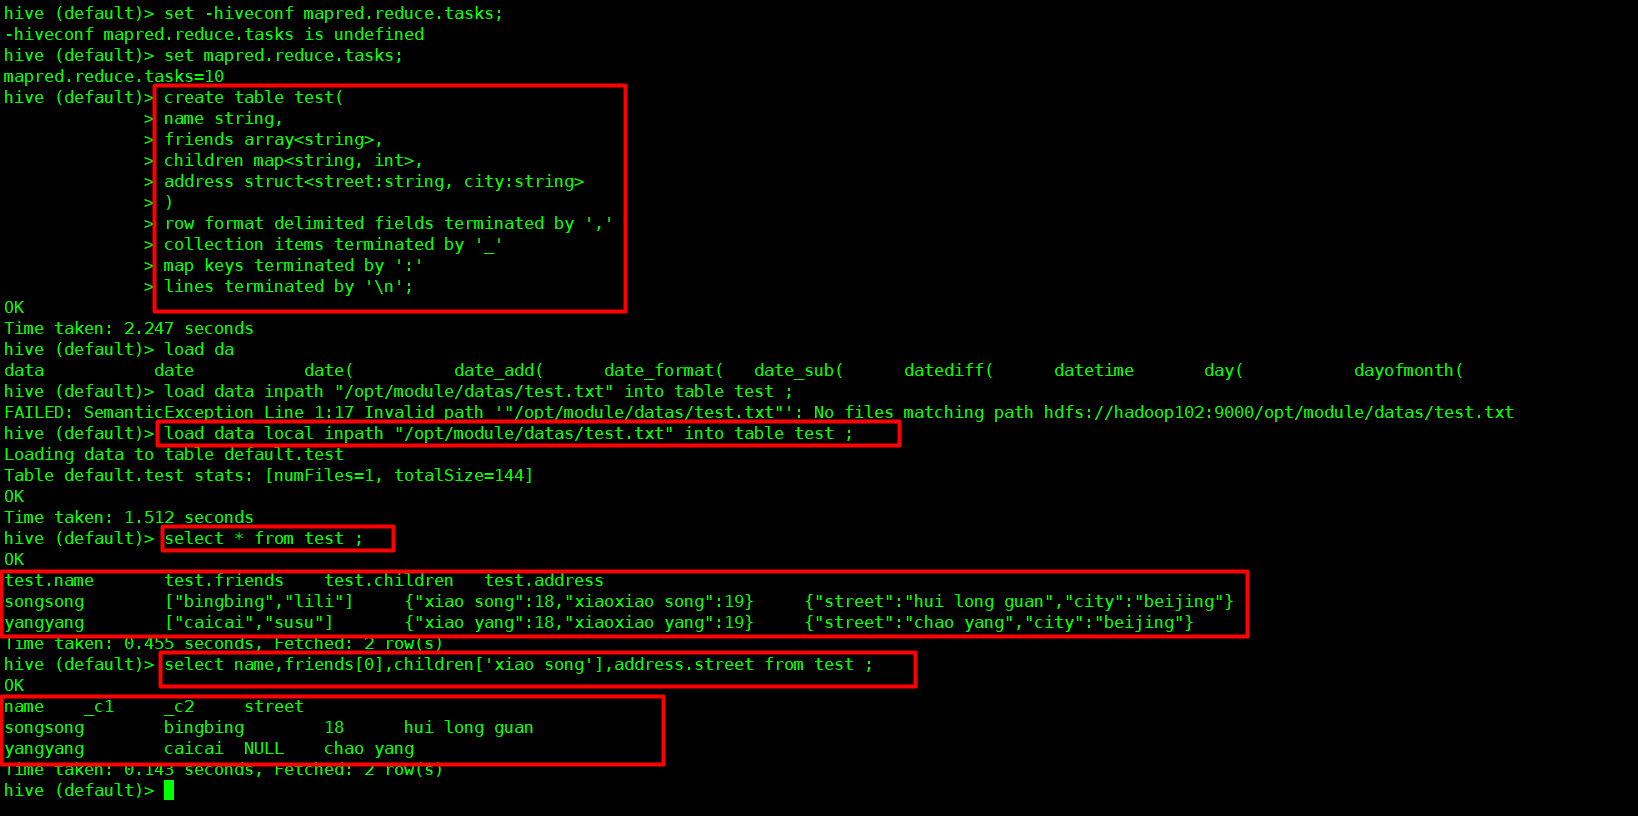 hive (default)> set -hiveconf mapred.reduce.tasks;
-hiveconf mapred.reduce.tasks is undefined
hive (default)> set mapred.reduce.tasks;
mapred.reduce.tasks=10
hive (default)> create table test(
              > name string,
              > friends array<string>,
              > children map<string, int>,
              > address struct<street:string, city:string>
              > )
              > row format delimited fields terminated by ','
              > collection items terminated by '_'
              > map keys terminated by ':'
              > lines terminated by '\n';
OK
Time taken: 2.247 seconds
hive (default)> load da
data           date           date(          date_add(      date_format(   date_sub(      datediff(      datetime       day(           dayofmonth(
hive (default)> load data inpath "/opt/module/datas/test.txt" into table test ;
FAILED: SemanticException Line 1:17 Invalid path '"/opt/module/datas/test.txt"': No files matching path hdfs://hadoop102:9000/opt/module/datas/test.txt
hive (default)> load data local inpath "/opt/module/datas/test.txt" into table test ;
Loading data to table default.test
Table default.test stats: [numFiles=1, totalSize=144]
OK
Time taken: 1.512 seconds
hive (default)> select * from test ;
OK
test.name       test.friends    test.children   test.address
songsong        ["bingbing","lili"]     {"xiao song":18,"xiaoxiao song":19}     {"street":"hui long guan","city":"beijing"}
yangyang        ["caicai","susu"]       {"xiao yang":18,"xiaoxiao yang":19}     {"street":"chao yang","city":"beijing"}
Time taken: 0.455 seconds, Fetched: 2 row(s)
hive (default)> select name,friends[0],children['xiao song'],address.street from test ;
OK
name    _c1     _c2     street
songsong        bingbing        18      hui long guan
yangyang        caicai  NULL    chao yang
Time taken: 0.143 seconds, Fetched: 2 row(s)
hive (default)>